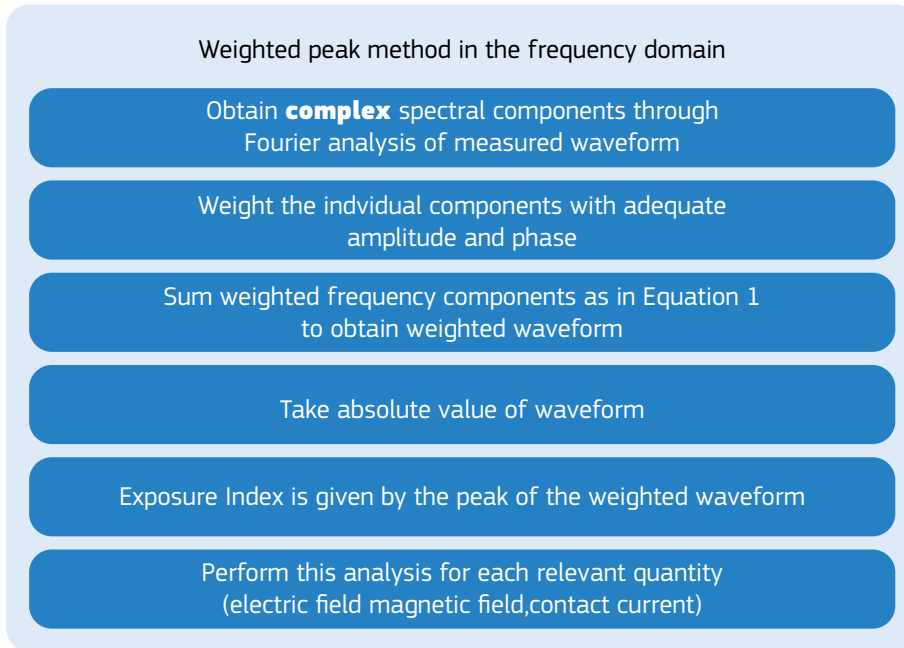 Weighted peak method in the frequency domain
Obtain complex spectral components through
Fourier analysis of measured waveform
Weight the indvidual components with adequate
amplitude and phase
Sum weighted frequency components as in Equation 1
to obtain weighted waveform
Take absolute value of waveform
Exposure Index is given by the peak of the weighted waveform
Perform this analysis for each relevant quantity
(electric field magnetic field,contact current)